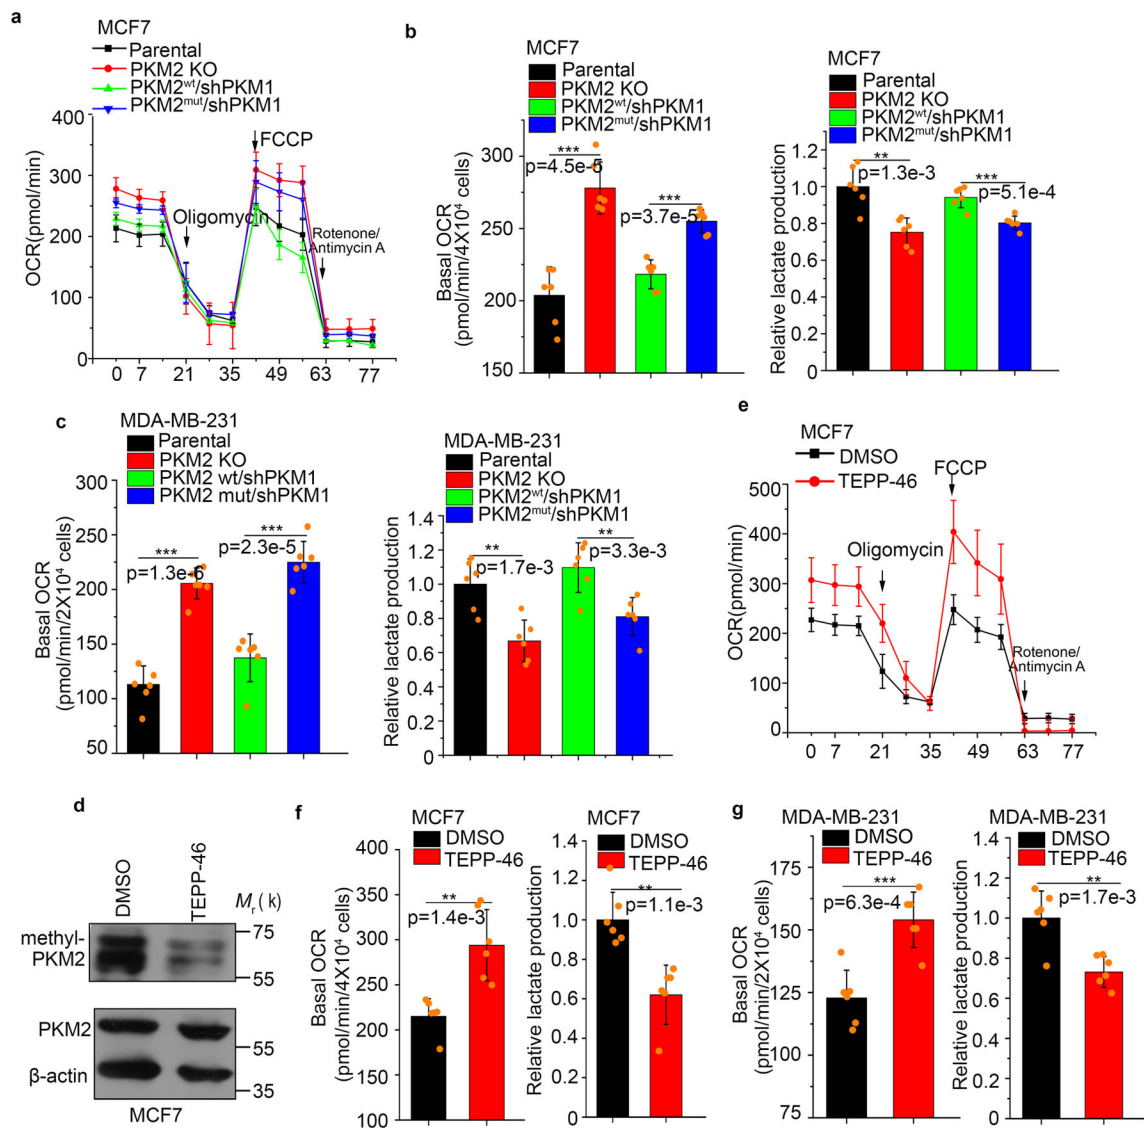 a
MCF7
Parental
PKM2 KO
PKM2wt/shPKM1
PKM2mut/shPKM1
OCR(pmol/min)
400
300
200
100
0
Oligomycin
FCCP
Rotenone/
Antimycin A
0 7 21 35 49 63 77
b
MCF7
Parental
PKM2 KO
PKM2wt/shPKM1
PKM2mut/shPKM1
Basal OCR
(pmol/min/4X10⁴ cells)
300
250
200
150
***
p=4.5e-5
***
p=3.7e-5
MCF7
Parental
PKM2 KO
PKM2wt/shPKM1
PKM2mut/shPKM1
Relative lactate production
1.2
1.0
0.8
0.6
0.4
0.2
0
**
p=1.3e-3
***
p=5.1e-4
c
MDA-MB-231
Parental
PKM2 KO
PKM2 wt/shPKM1
PKM2 mut/shPKM1
Basal OCR
(pmol/min/2X10⁴ cells)
300
250
200
150
100
50
***
p=1.3e-6
***
p=2.3e-5
MDA-MB-231
Parental
PKM2 KO
PKM2wt/shPKM1
PKM2mut/shPKM1
Relative lactate production
1.4
1.2
1.0
0.8
0.6
0.4
0.2
0
**
p=1.7e-3
**
p=3.3e-3
e
MCF7
DMSO
TEPP-46
OCR(pmol/min)
500
400
300
200
100
0
Oligomycin
FCCP
Rotenone/
Antimycin A
0 7 21 35 49 63 77
d
DMSO
TEPP-46
Mr ( k)
methyl-
PKM2
75
55
PKM2
55
β-actin
35
MCF7
f
MCF7
DMSO
TEPP-46
Basal OCR
(pmol/min/4X10⁴ cells)
400
350
300
250
200
100
**
p=1.4e-3
MCF7
DMSO
TEPP-46
Relative lactate production
1.4
1.2
1.0
0.8
0.6
0.4
0.2
0
**
p=1.1e-3
g
MDA-MB-231
DMSO
TEPP-46
Basal OCR
(pmol/min/2X10⁴ cells)
175
150
125
100
75
***
p=6.3e-4
MDA-MB-231
DMSO
TEPP-46
Relative lactate production
1.4
1.2
1.0
0.8
0.6
0.4
0.2
0
**
p=1.7e-3